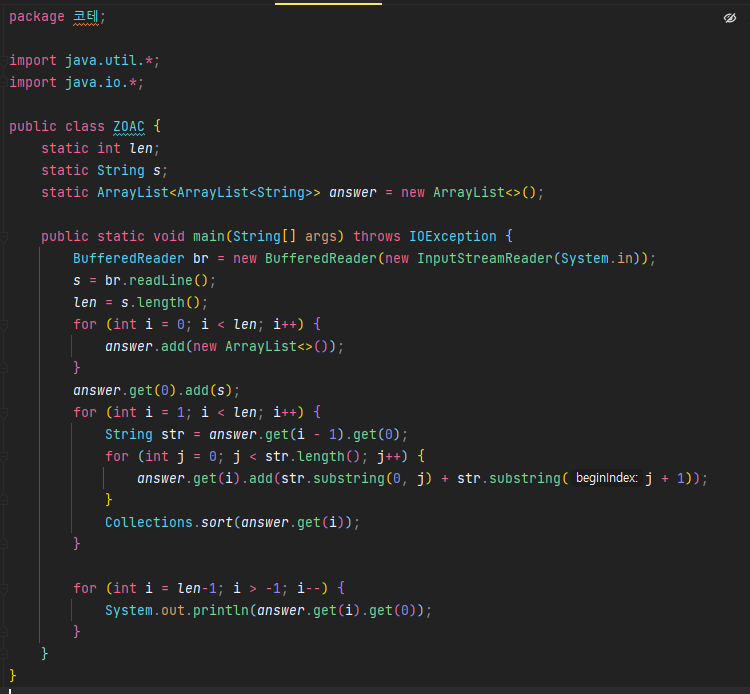 package 코테;
import java.util.*;
import java.io.*;
public class ZOAC {
static int len;
static String s;
static ArrayList<ArrayList<String>> answer = new ArrayList<>();
public static void main(String[] args) throws IOException {
BufferedReader br = new BufferedReader(new InputStreamReader(System.in));
s = br.readLine();
len = s.length();
for (int i = 0; i < len; i++) {
answer.add(new ArrayList<>());
}
answer.get(0).add(s);
for (int i = 1; i < len; i++) {
String str = answer.get(i - 1).get(0);
for (int j = 0; j < str.length(); j++) {
answer.get(i).add(str.substring(0, j) + str.substring( beginIndex: j + 1));
}
Collections.sort(answer.get(i));
}
for (int i = len-1; i > -1; i--) {
System.out.println(answer.get(i).get(0));
}
}
}